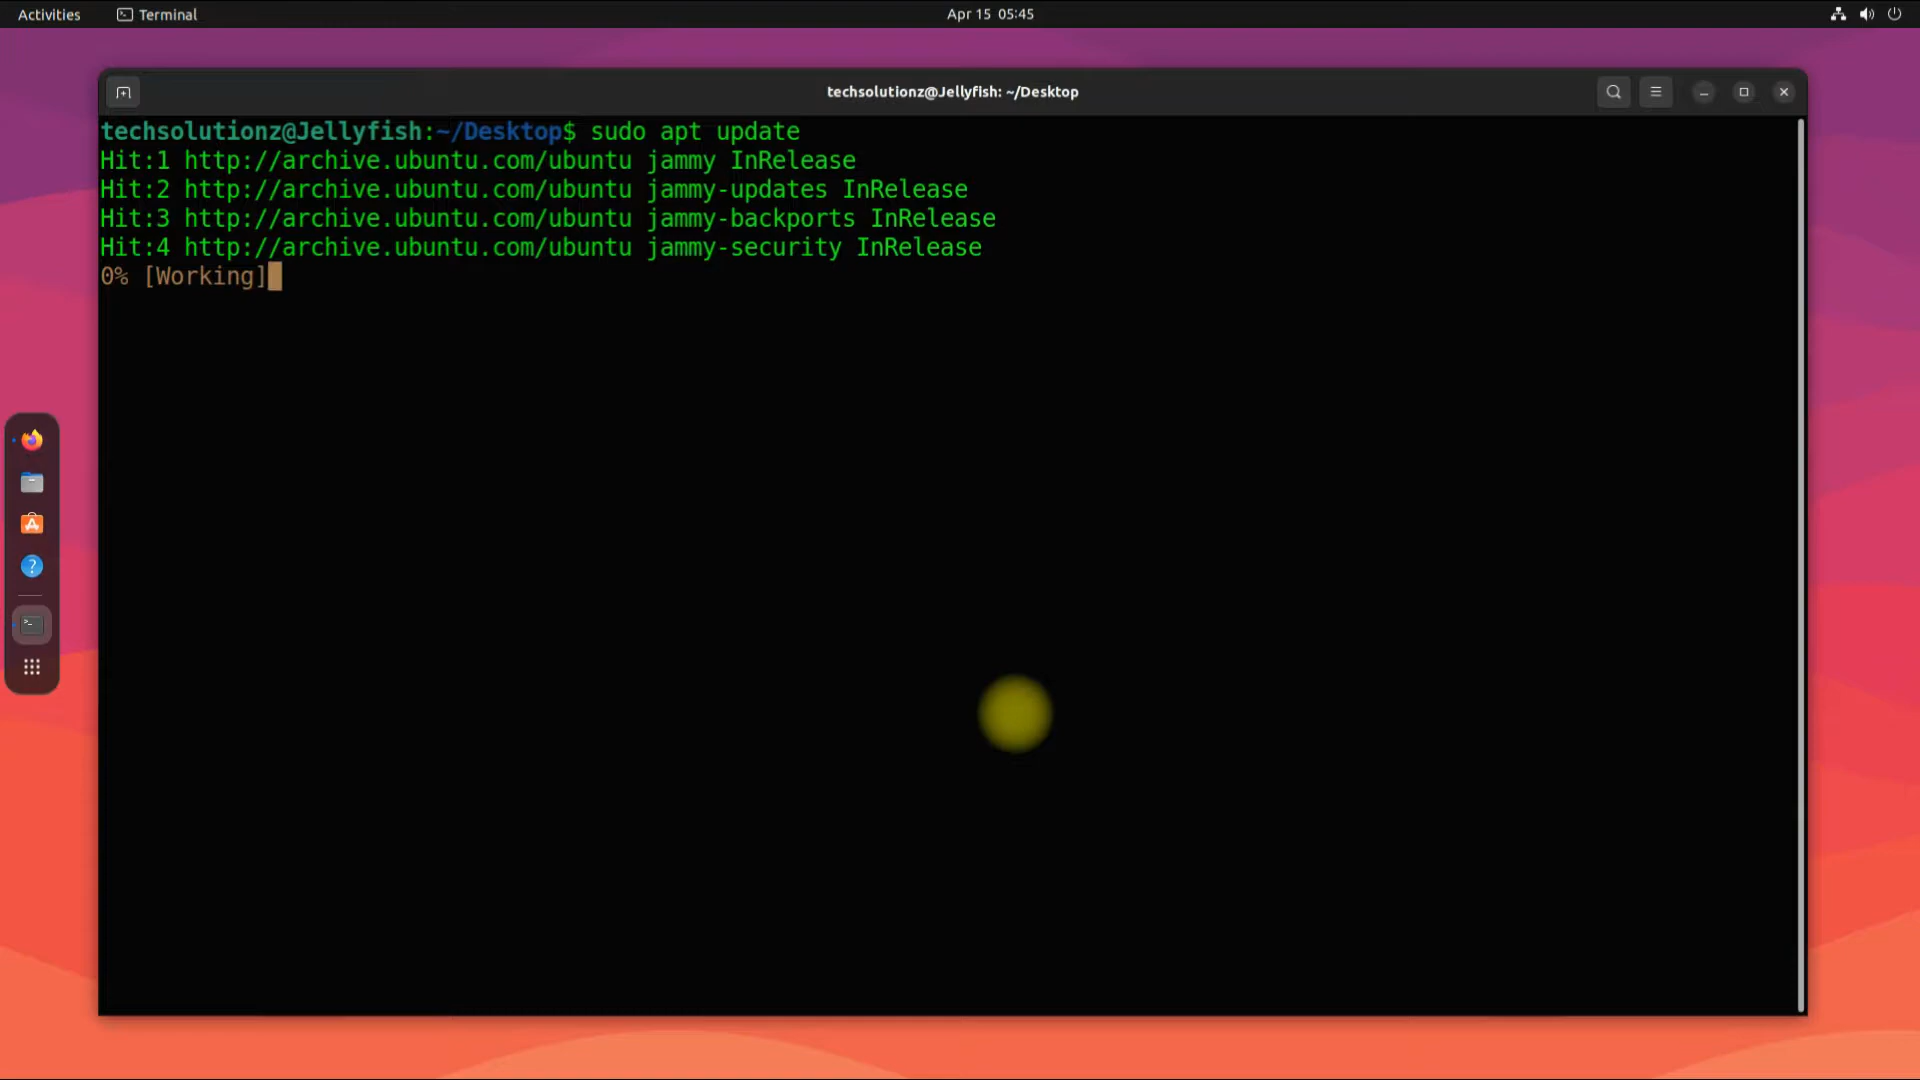 Activities Terminal Apr 15 05:45
techsolutionz@Jellyfish: ~/Desktop
techsolutionz@Jellyfish:~/Desktop$ sudo apt update
Hit:1 http://archive.ubuntu.com/ubuntu jammy InRelease
Hit:2 http://archive.ubuntu.com/ubuntu jammy-updates InRelease
Hit:3 http://archive.ubuntu.com/ubuntu jammy-backports InRelease
Hit:4 http://archive.ubuntu.com/ubuntu jammy-security InRelease
0% [Working]